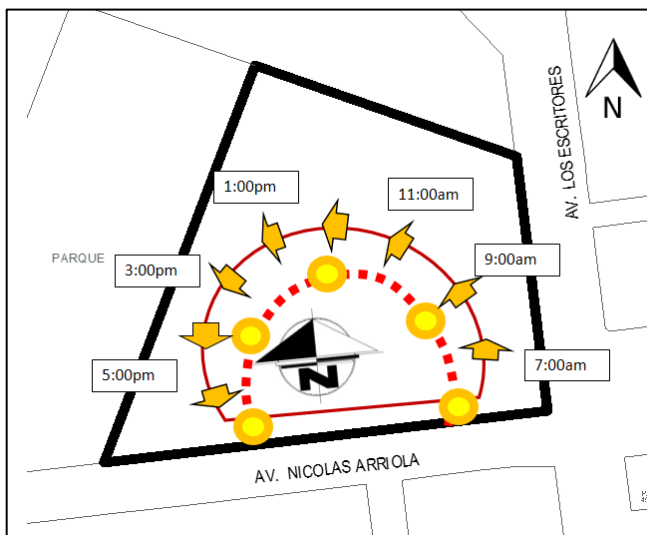 AV. LOS ESCRITORES
N
1:00pm
11:00am
PARQUE
3:00pm
9:00am
5:00pm
7:00am
N
AV. NICOLAS ARRIOLA